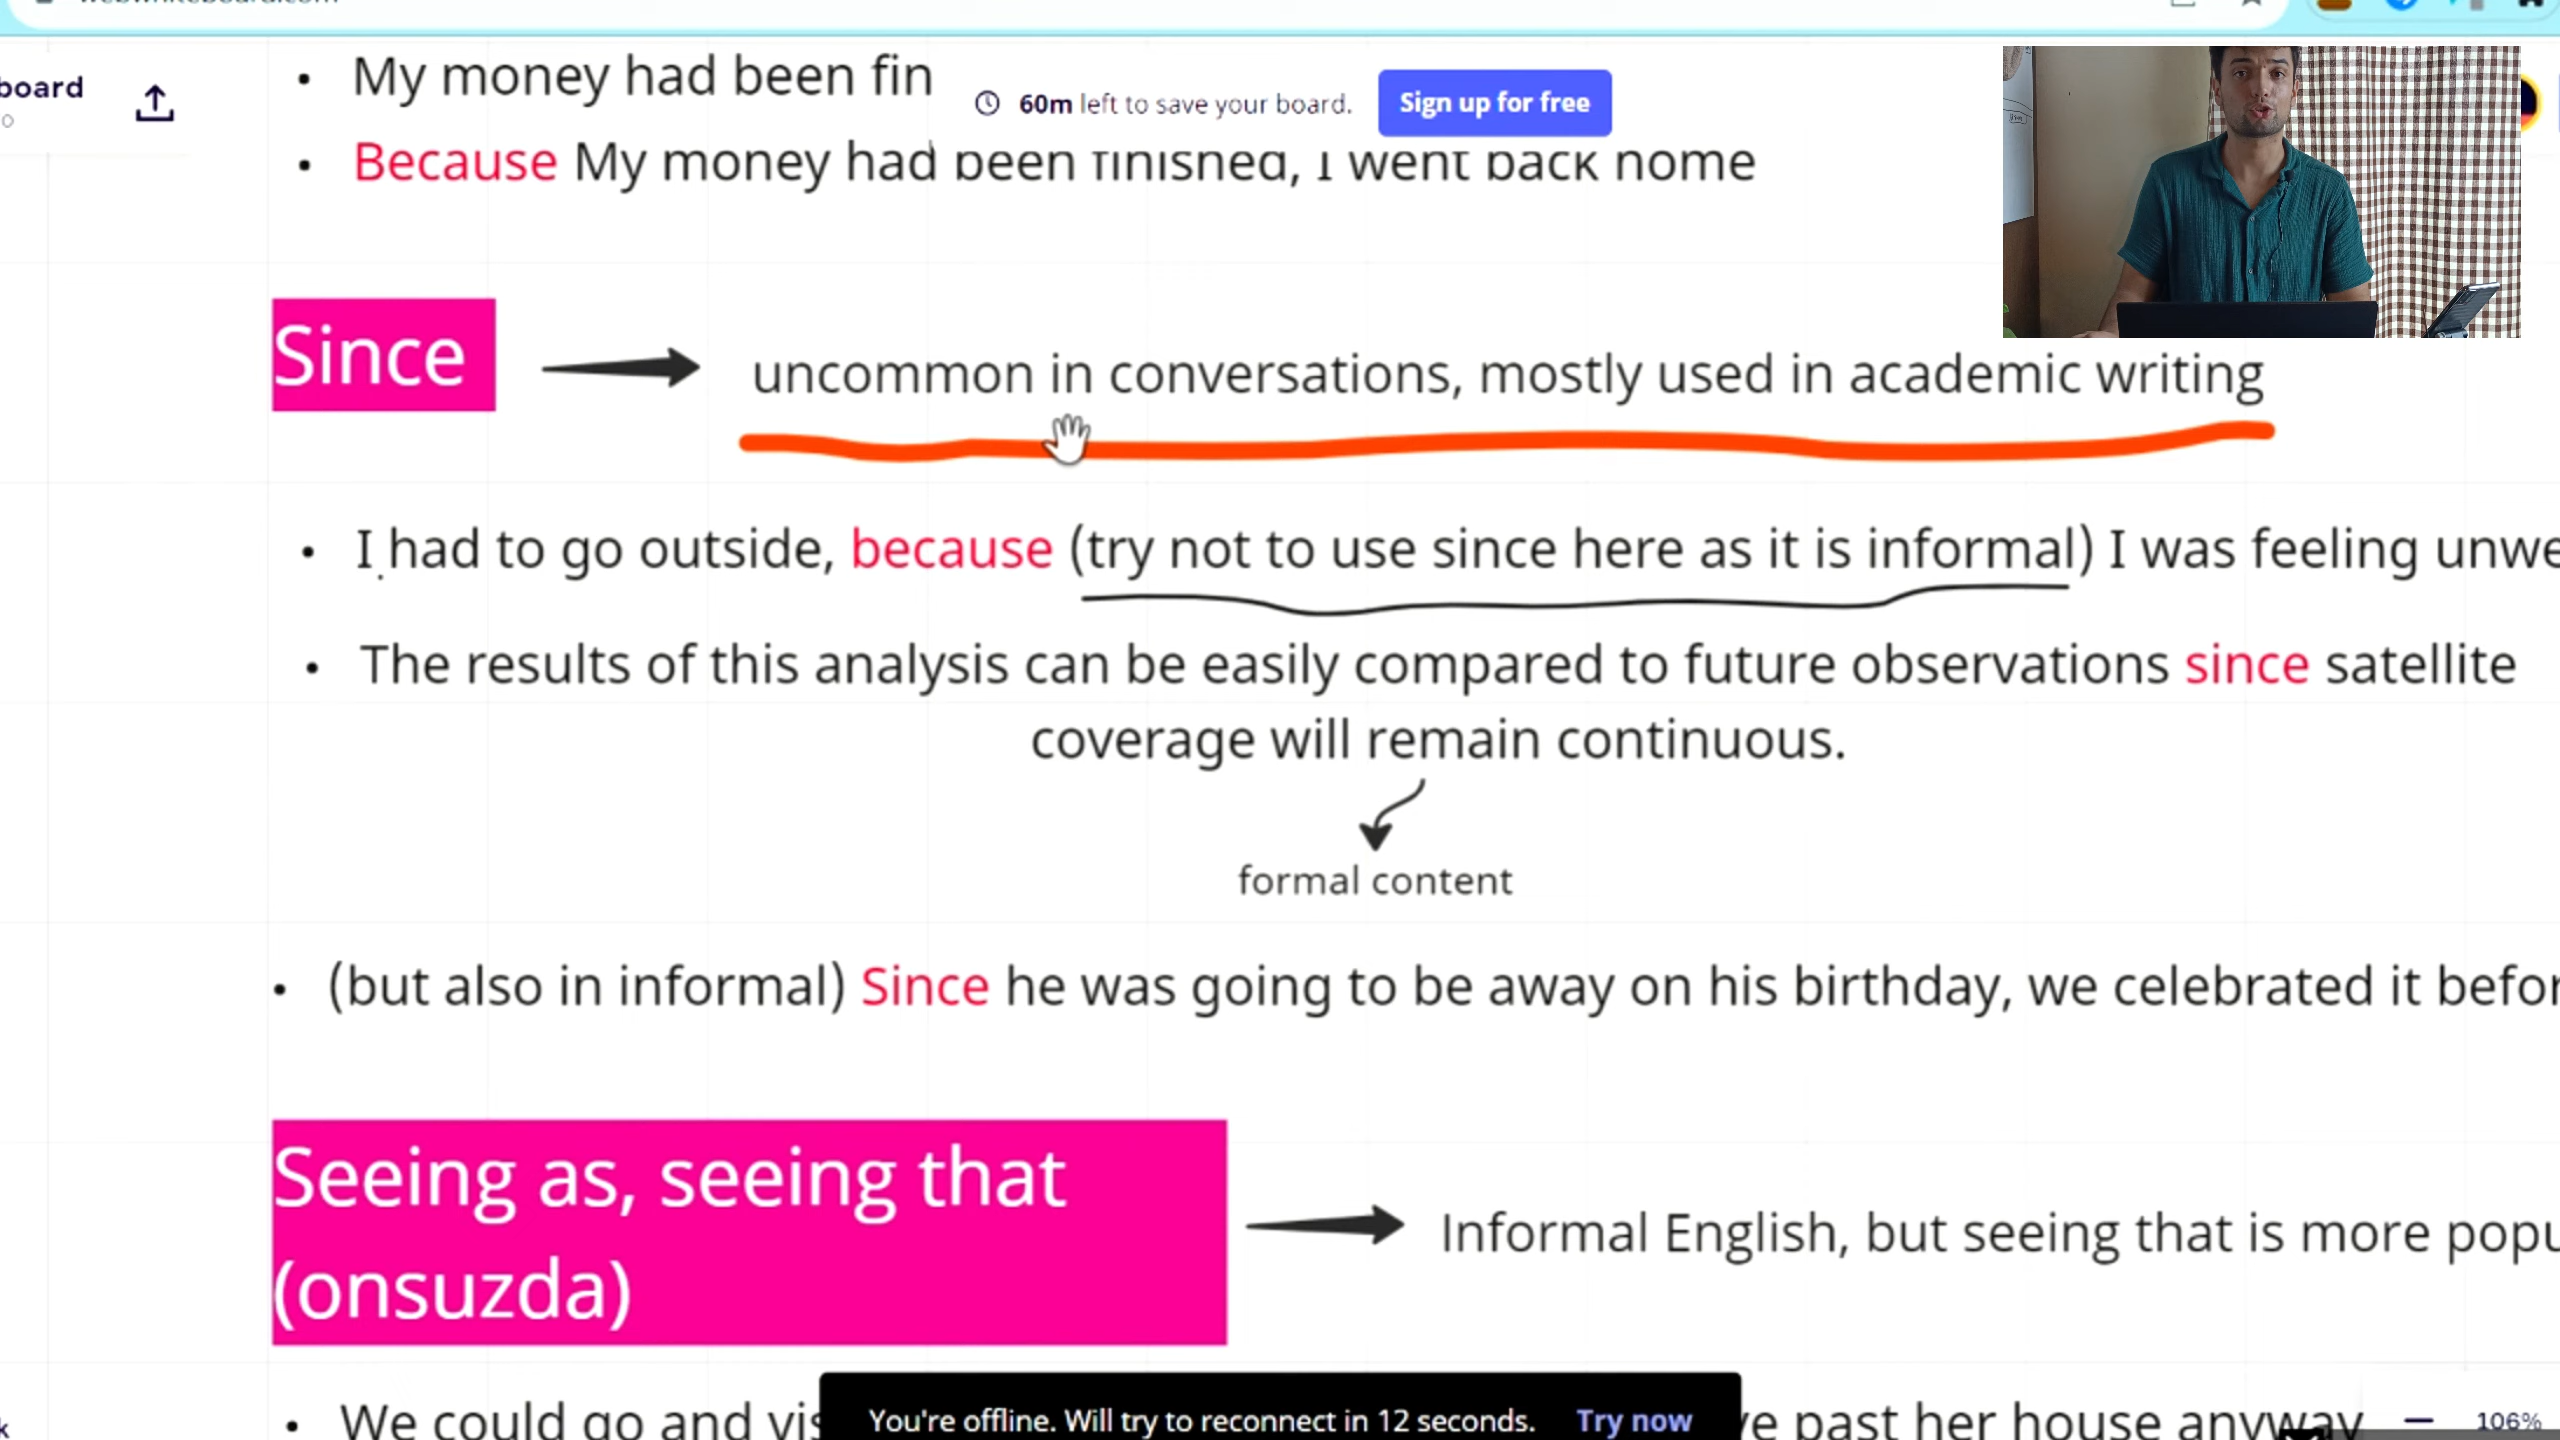 board
My money had been fin
60m left to save your board.
Sign up for free
Because My money had been finished, I went back home
Since
uncommon in conversations, mostly used in academic writing
I had to go outside, because (try not to use since here as it is informal) I was feeling unwe
The results of this analysis can be easily compared to future observations since satellite
coverage will remain continuous.
formal content
(but also in informal) Since he was going to be away on his birthday, we celebrated it befor
Seeing as, seeing that
(onsuzda)
Informal English, but seeing that is more popu
We could go and vis
You're offline. Will try to reconnect in 12 seconds.
Try now
ve past her house anyway
106%